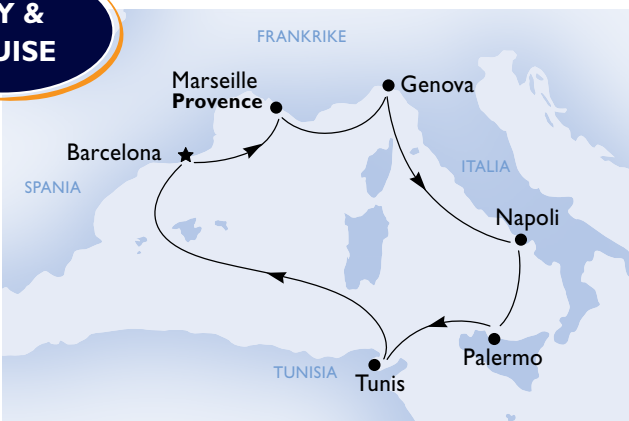 Y &
UISE
FRANKRIKE
Marseille
Provence
Genova
Barcelona
ITALIA
SPANIA
Napoli
Palermo
TUNISIA
Tunis